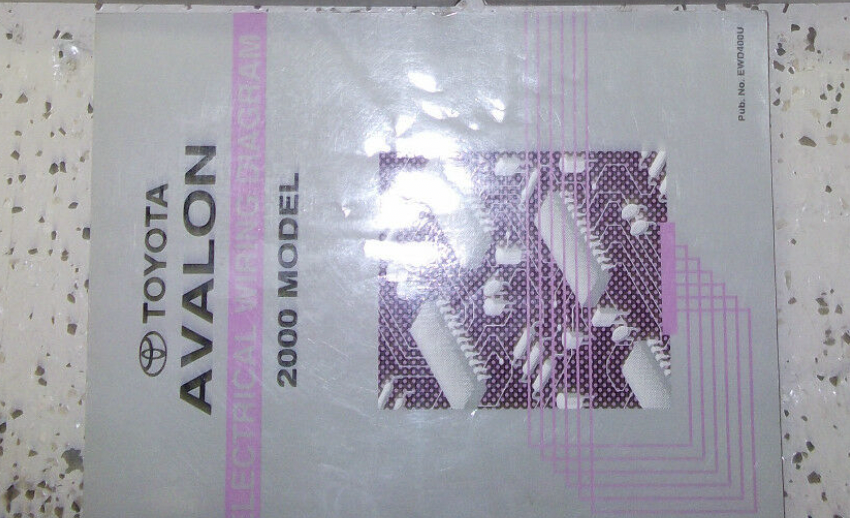 Pub. No. EWD400U
TOYOTA
AVALON
ELECTRICAL WIRING DIAGRAM
2000 MODEL